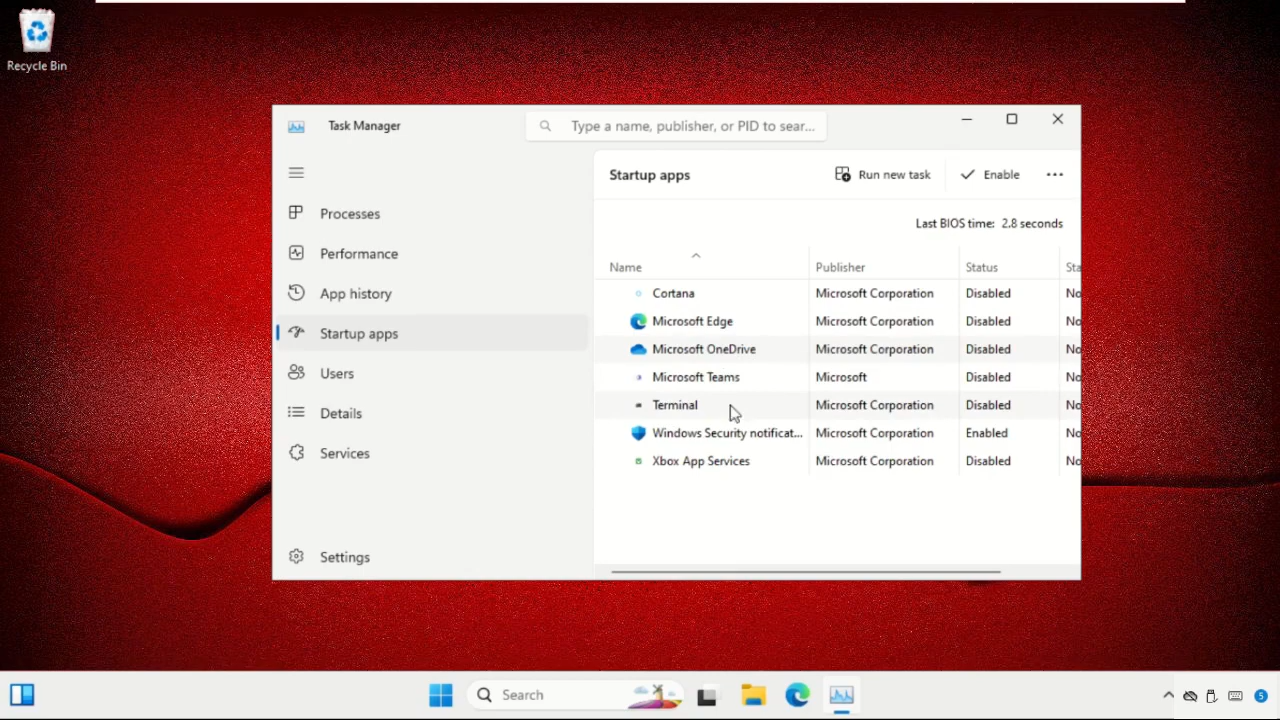 Recycle Bin
Task Manager
Type a name, publisher, or PID to sear...
Startup apps
Run new task
Enable
Processes
Performance
App history
Startup apps
Users
Details
Services
Settings
Last BIOS time: 2.8 seconds
Name Publisher Status Sta
Cortana Microsoft Corporation Disabled No
Microsoft Edge Microsoft Corporation Disabled No
Microsoft OneDrive Microsoft Corporation Disabled No
Microsoft Teams Microsoft Disabled No
Terminal Microsoft Corporation Disabled No
Windows Security notificat... Microsoft Corporation Enabled No
Xbox App Services Microsoft Corporation Disabled No
Search
5